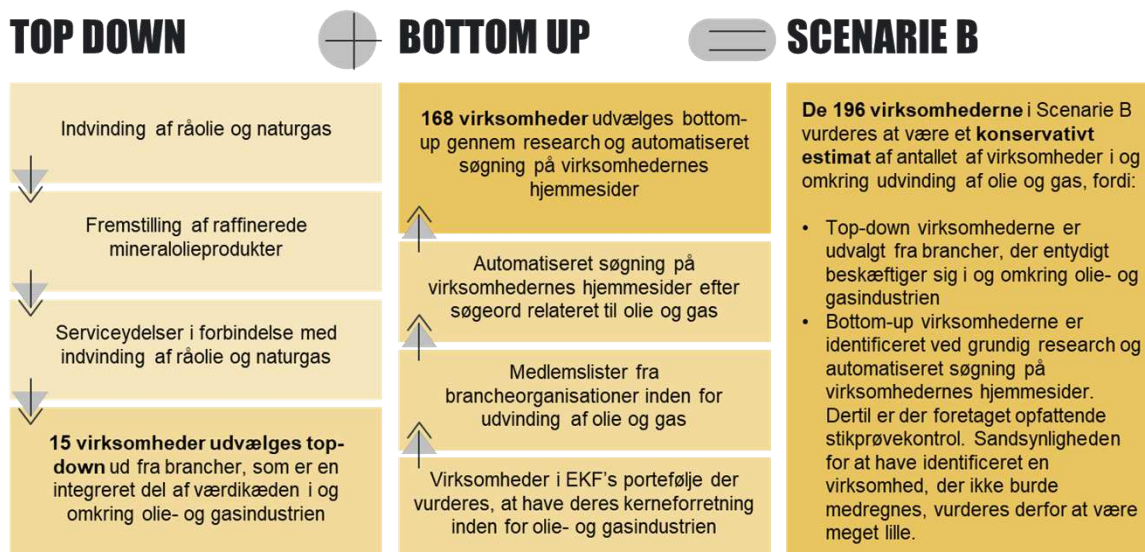 TOP DOWN
Indvinding af råolie og naturgas
Fremstilling af raffinerede
mineralolieprodukter
Serviceydelser i forbindelse med
indvinding af råolie og naturgas
15 virksomheder udvælges top-
down ud fra brancher, som er en
integreret del af værdikæden i og
omkring olie- og gasindustrien
BOTTOM UP
168 virksomheder udvælges bottom-
up gennem research og automatiseret
søgning på virksomhedernes
hjemmesider
Automatiseret søgning på
virksomhedernes hjemmesider efter
søgeord relateret til olie og gas
Medlemslister fra
brancheorganisationer inden for
udvinding af olie og gas
Virksomheder i EKF's portefølje der
vurderes, at have deres kerneforretning
inden for olie- og gasindustrien
SCENARIE B
De 196 virksomhederne i Scenarie B
vurderes at være et konservativt
estimat af antallet af virksomheder i og
omkring udvinding af olie og gas, fordi:
• Top-down virksomhederne er
udvalgt fra brancher, der entydigt
beskæftiger sig i og omkring olie- og
gasindustrien
• Bottom-up virksomhederne er
identificeret ved grundig research og
automatiseret søgning på
virksomhedernes hjemmesider.
Dertil er der foretaget opfattende
stikprøvekontrol. Sandsynligheden
for at have identificeret en
virksomhed, der ikke burde
medregnes, vurderes derfor at være
meget lille.